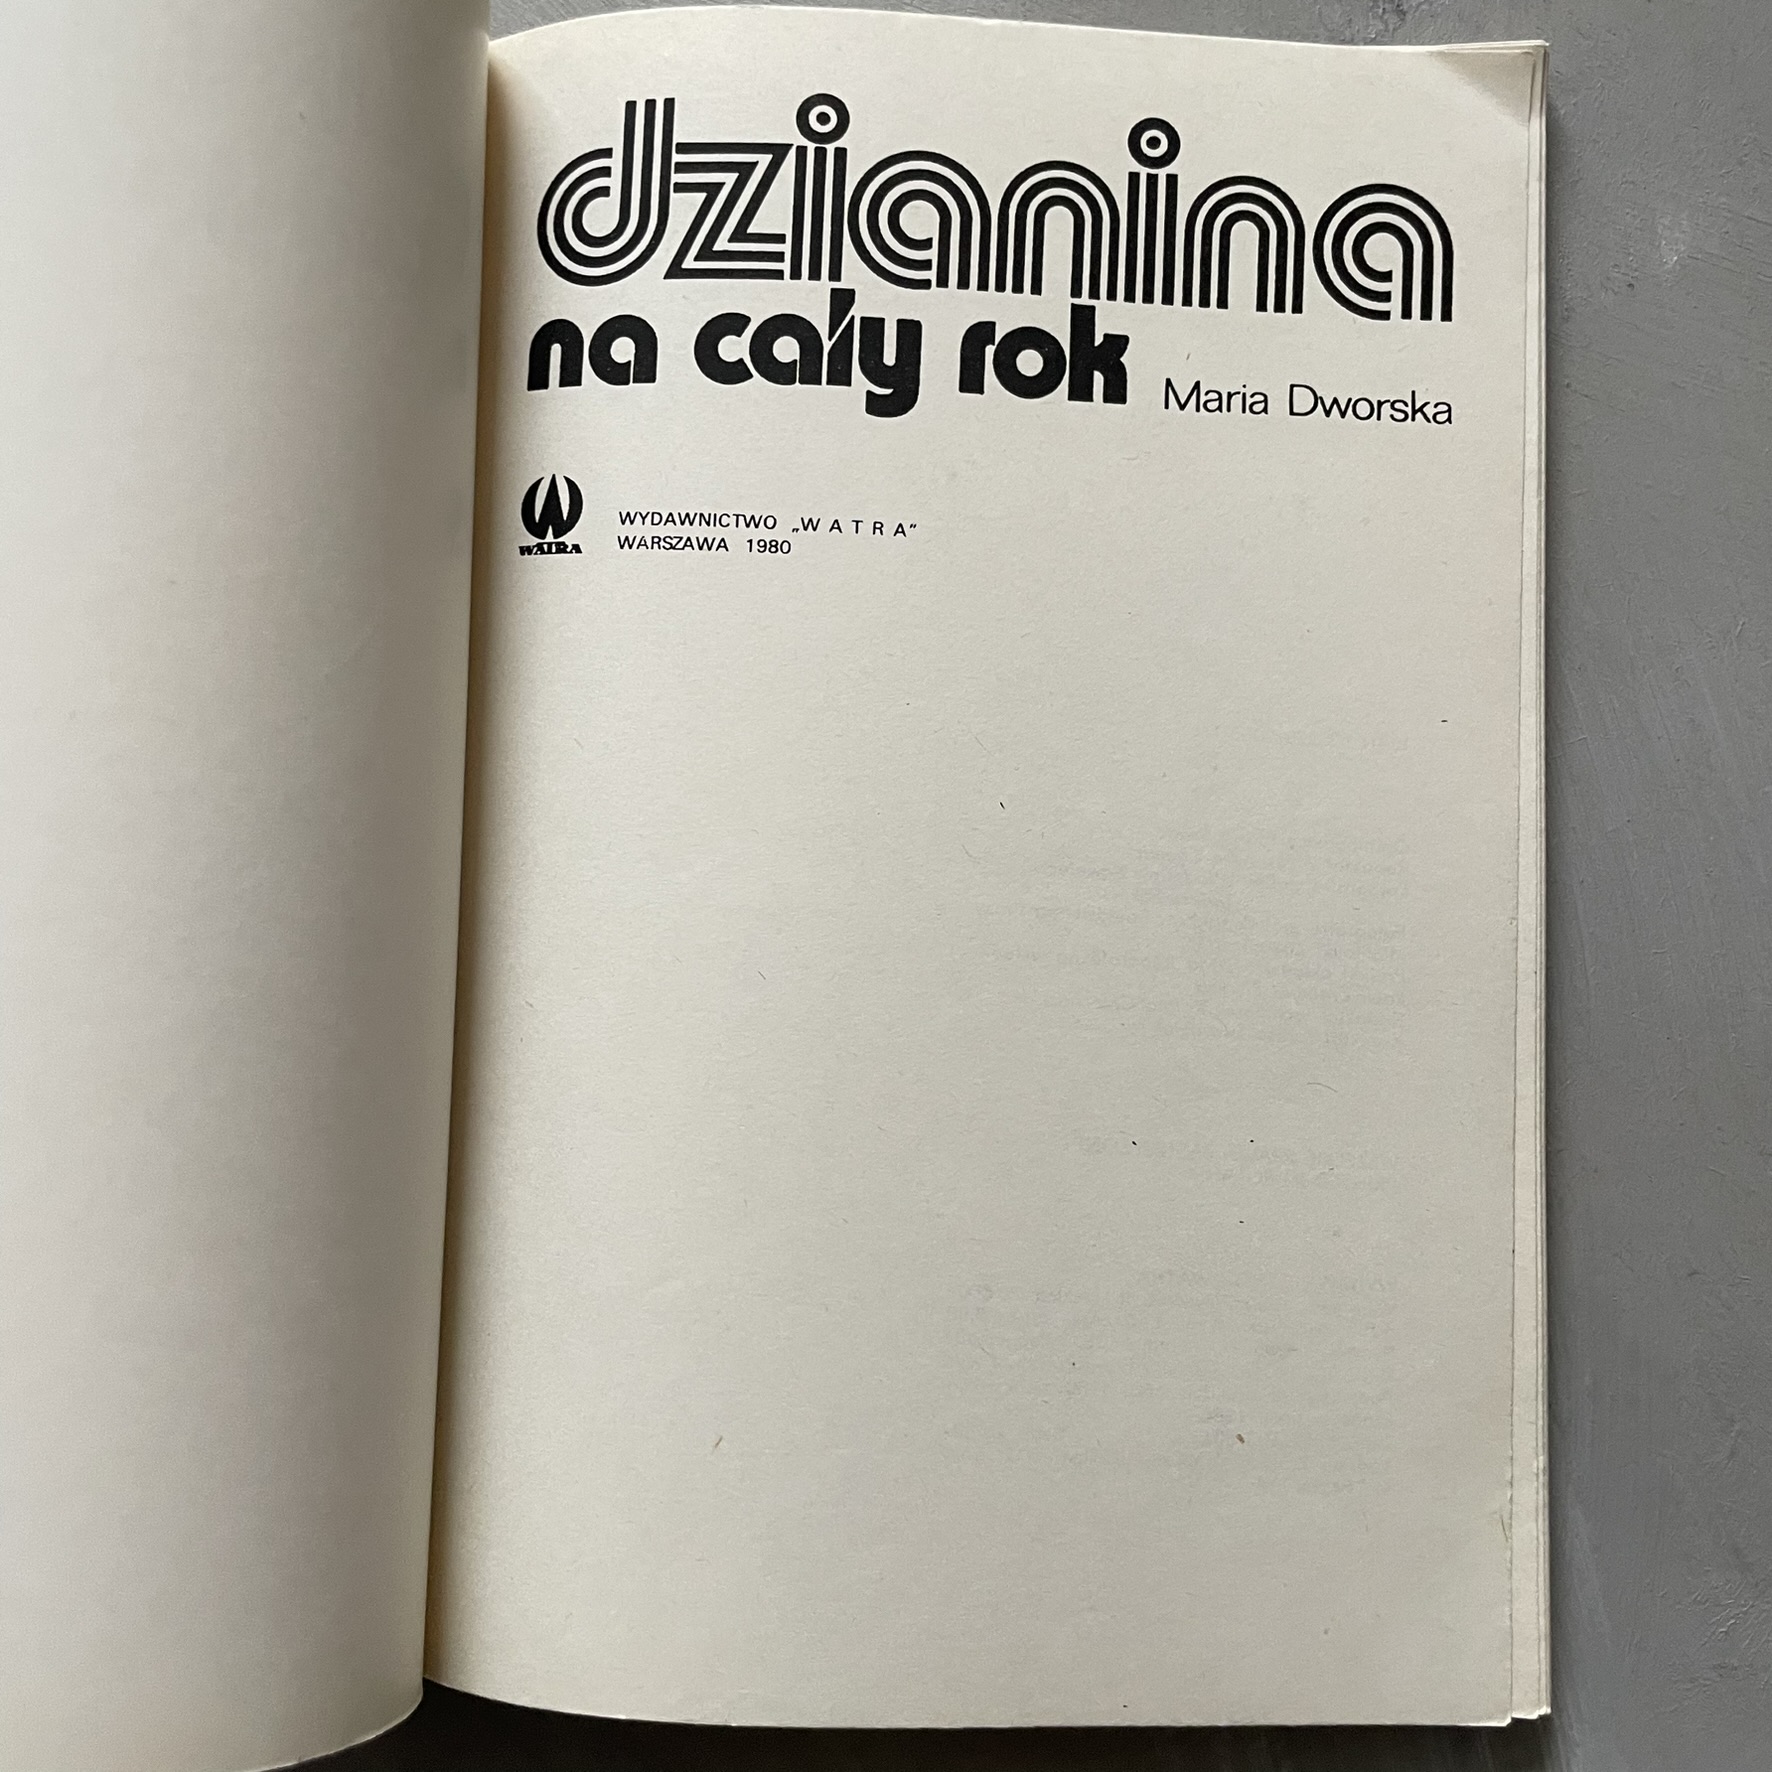 dzianina
na cały rok Maria Dworska
WATRA
WYDAWNICTWO „WATRA”
WARSZAWA 1980